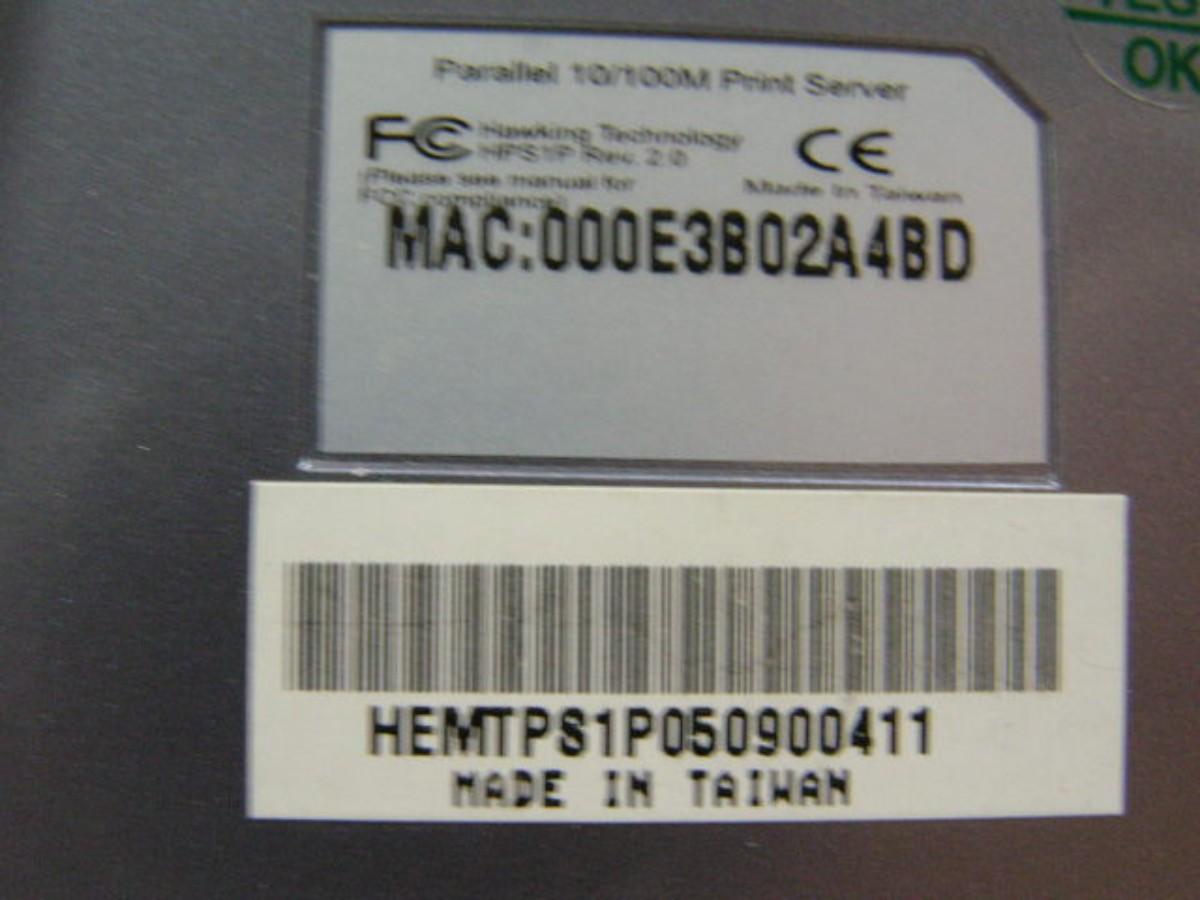 Parallel 10/100M Print Server
FC Hawking Technology
HPS1P Rev. 2.0
CE
(Please see manual for
FCC compliance)
Made In Taiwan
MAC:000E3B02A4BD
OK
HEMTPS1P050900411
MADE IN TAIWAN